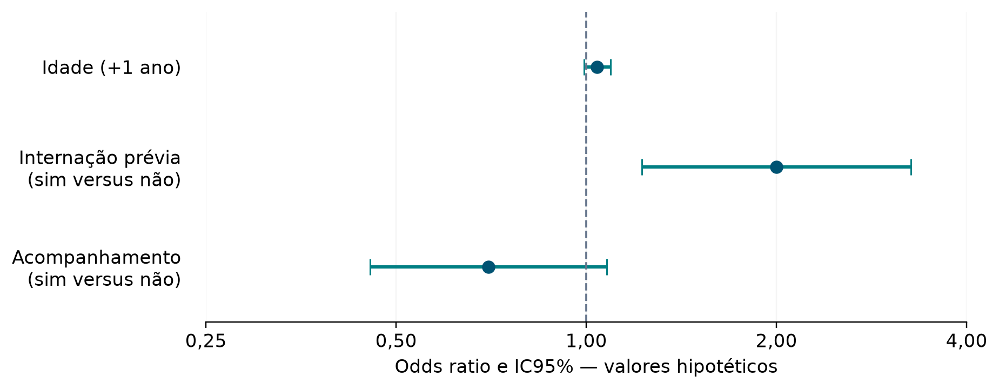 Idade (+1 ano)
Internação prévia
(sim versus não)
Acompanhamento
(sim versus não)
0,25
0,50
1,00
2,00
4,00
Odds ratio e IC95% — valores hipotéticos